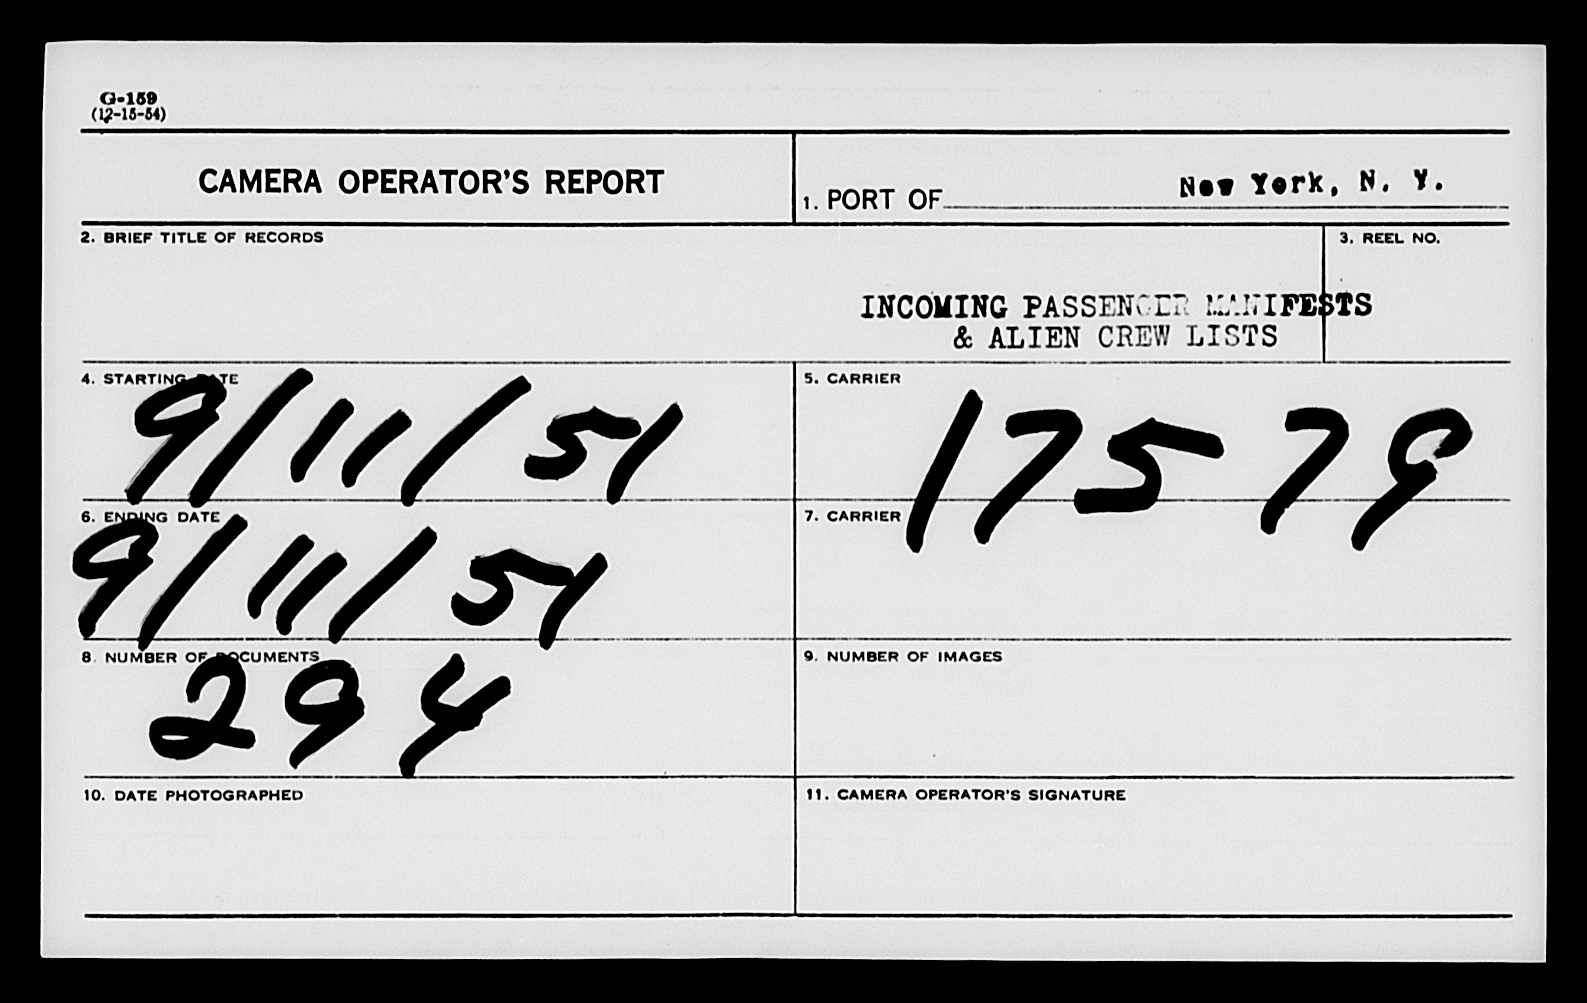 G-159
(12-15-54)
CAMERA OPERATOR'S REPORT
1. PORT OF New York, N. Y.
2. BRIEF TITLE OF RECORDS
3. REEL NO.
INCOMING PASSENGER MANIFESTS
& ALIEN CREW LISTS
4. STARTING DATE
9/11/51
5. CARRIER
17579
6. ENDING DATE
9/11/51
7. CARRIER
8. NUMBER OF DOCUMENTS
294
9. NUMBER OF IMAGES
10. DATE PHOTOGRAPHED
11. CAMERA OPERATOR'S SIGNATURE